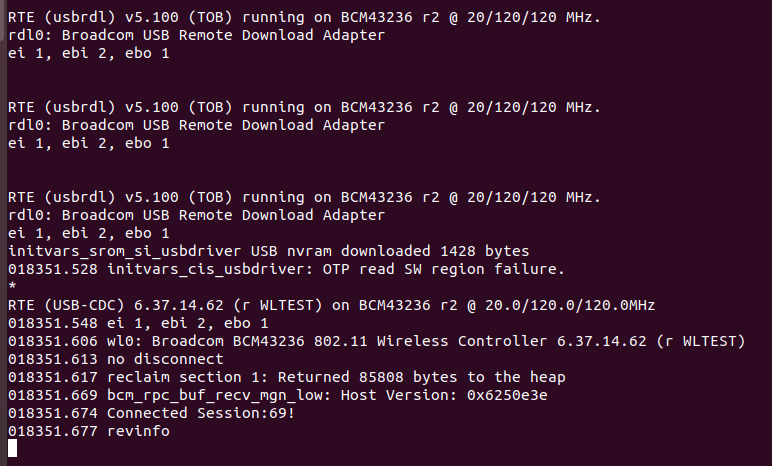 RTE (usbrdl) v5.100 (TOB) running on BCM43236 r2 @ 20/120/120 MHz.
rdl0: Broadcom USB Remote Download Adapter
ei 1, ebi 2, ebo 1
RTE (usbrdl) v5.100 (TOB) running on BCM43236 r2 @ 20/120/120 MHz.
rdl0: Broadcom USB Remote Download Adapter
ei 1, ebi 2, ebo 1
RTE (usbrdl) v5.100 (TOB) running on BCM43236 r2 @ 20/120/120 MHz.
rdl0: Broadcom USB Remote Download Adapter
ei 1, ebi 2, ebo 1
initvars_srom_si_usbdriver USB nvram downloaded 1428 bytes
018351.528 initvars_cis_usbdriver: OTP read SW region failure.
*
RTE (USB-CDC) 6.37.14.62 (r WLTEST) on BCM43236 r2 @ 20.0/120.0/120.0MHz
018351.548 ei 1, ebi 2, ebo 1
018351.606 wl0: Broadcom BCM43236 802.11 Wireless Controller 6.37.14.62 (r WLTEST)
018351.613 no disconnect
018351.617 reclaim section 1: Returned 85808 bytes to the heap
018351.669 bcm_rpc_buf_recv_mgn_low: Host Version: 0x6250e3e
018351.674 Connected Session:69!
018351.677 revinfo